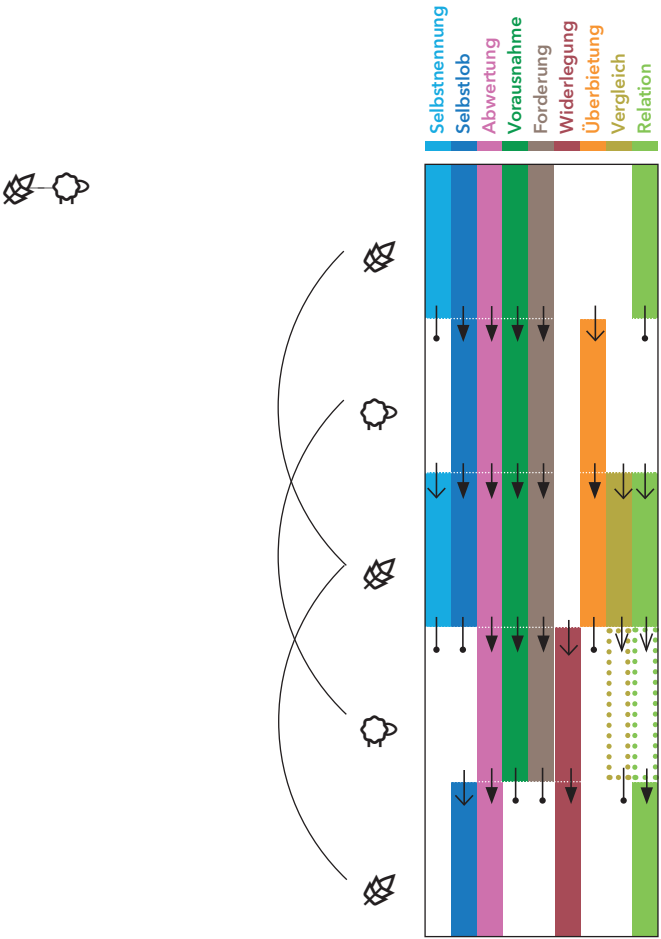 Selbstnennung
Selbstlob
Abwertung
Vorausnahme
Forderung
Widerlegung
Überbietung
Vergleich
Relation